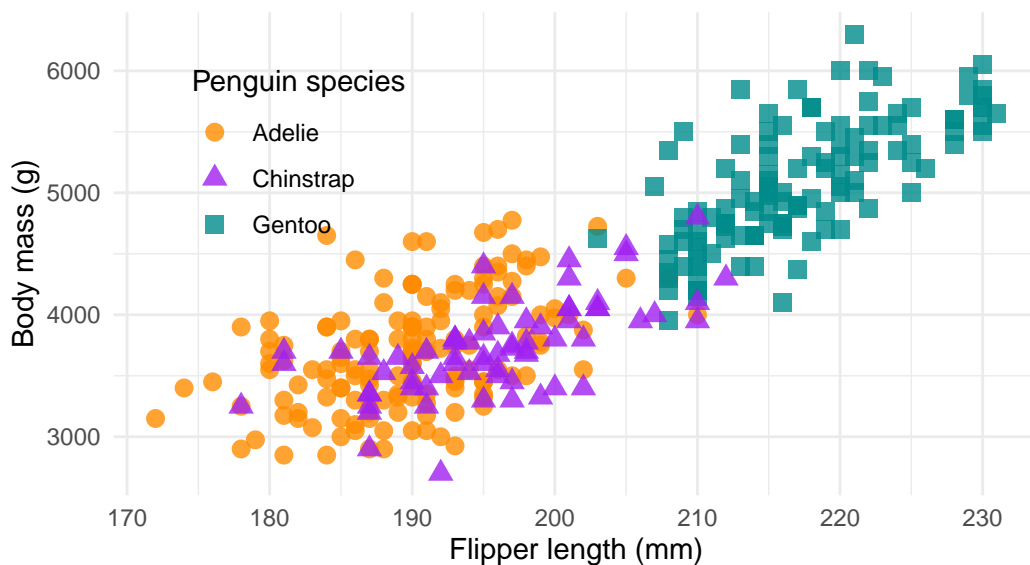 6000
5000
4000
3000
Body mass (g)
Penguin species
Adelie
Chinstrap
Gentoo
170 180 190 200 210 220 230
Flipper length (mm)